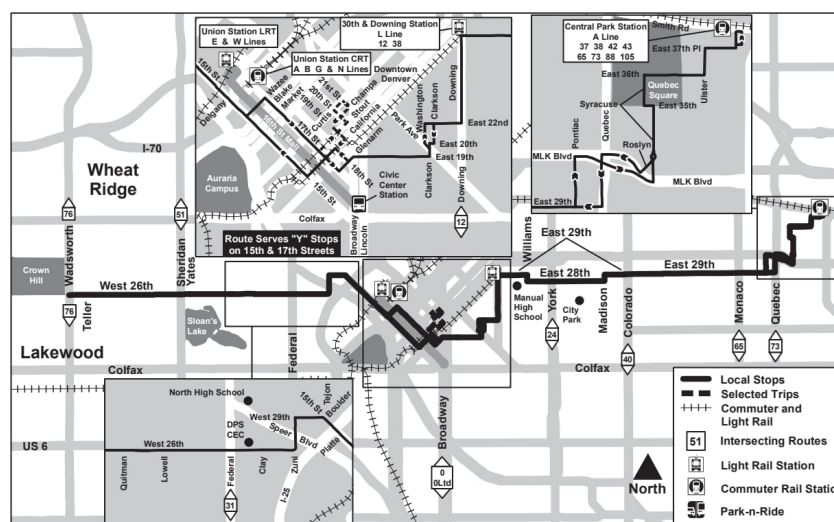 Union Station LRT
E & W Lines
Union Station CRT
A B G & N Lines
30th & Downing Station
L Line
12 38
15th St
Delgany
Wazee
Blake
Market
21st St
20th St
19th St
17th St
Curtis
Champa
Stout
California
Glenarm
Downtown
Denver
16th St Mall
15th St
18th St
Park Ave
Washington
Clarkson
Downing
East 22nd
East 20th
East 19th
Clarkson
Downing
12
Civic
Center
Station
Auraria
Campus
Colfax
Broadway
Lincoln
Route Serves "Y" Stops
on 15th & 17th Streets
Central Park Station
A Line
37 38 42 43
65 73 88 105
Smith Rd
East 37th Pl
East 36th
Ulster
Quebec
Square
Syracuse
East 35th
Pontiac
Quebec
Roslyn
MLK Blvd
MLK Blvd
East 29th
I-70
Wheat
Ridge
76
Wadsworth
51
Sheridan
Yates
Crown
Hill
West 26th
76
Teller
Sloan's
Lake
Lakewood
Federal
Colfax
US 6
Williams
East 29th
East 28th
East 29th
Manual
High
School
City
Park
York
24
Madison
Colorado
40
Monaco
65
Quebec
73
Colfax
Broadway
0
0Ltd
North High School
DPS
CEC
West 29th
15th St
Tejon
Boulder
Speer
Blvd
Platte
West 26th
Quitman
Lowell
Federal
31
Clay
Zuni
I-25
North
Local Stops
Selected Trips
Commuter and
Light Rail
51
Intersecting Routes
Light Rail Station
Commuter Rail Statio
Park-n-Ride